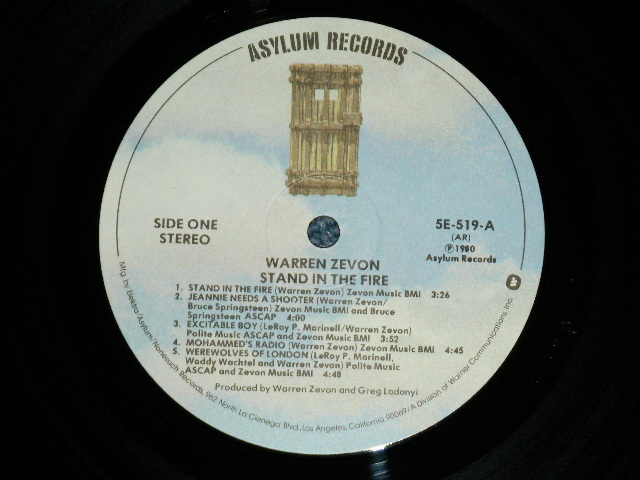 ASYLUM RECORDS
SIDE ONE
STEREO
5E-519-A
(AR)
Ⓟ 1980
Asylum Records
WARREN ZEVON
STAND IN THE FIRE
1. STAND IN THE FIRE (Warren Zevon) Zevon Music BMI 3:26
2. JEANNIE NEEDS A SHOOTER (Warren Zevon/
Bruce Springsteen) Zevon Music BMI and Bruce
Springsteen ASCAP 4:00
3. EXCITABLE BOY (LeRoy P. Marinell/Warren Zevon)
Polite Music ASCAP and Zevon Music BMI 3:52
4. MOHAMMED'S RADIO (Warren Zevon) Zevon Music BMI 4:45
5. WEREWOLVES OF LONDON (LeRoy P. Marinell,
Waddy Wachtel and Warren Zevon) Polite Music
ASCAP and Zevon Music BMI 4:48
Produced by Warren Zevon and Greg Ladanyi
Mfg. by Elektra/Asylum/Nonesuch Records, 962 North La Cienega Blvd., Los Angeles, California 90069 / A Division of Warner Communications, Inc.